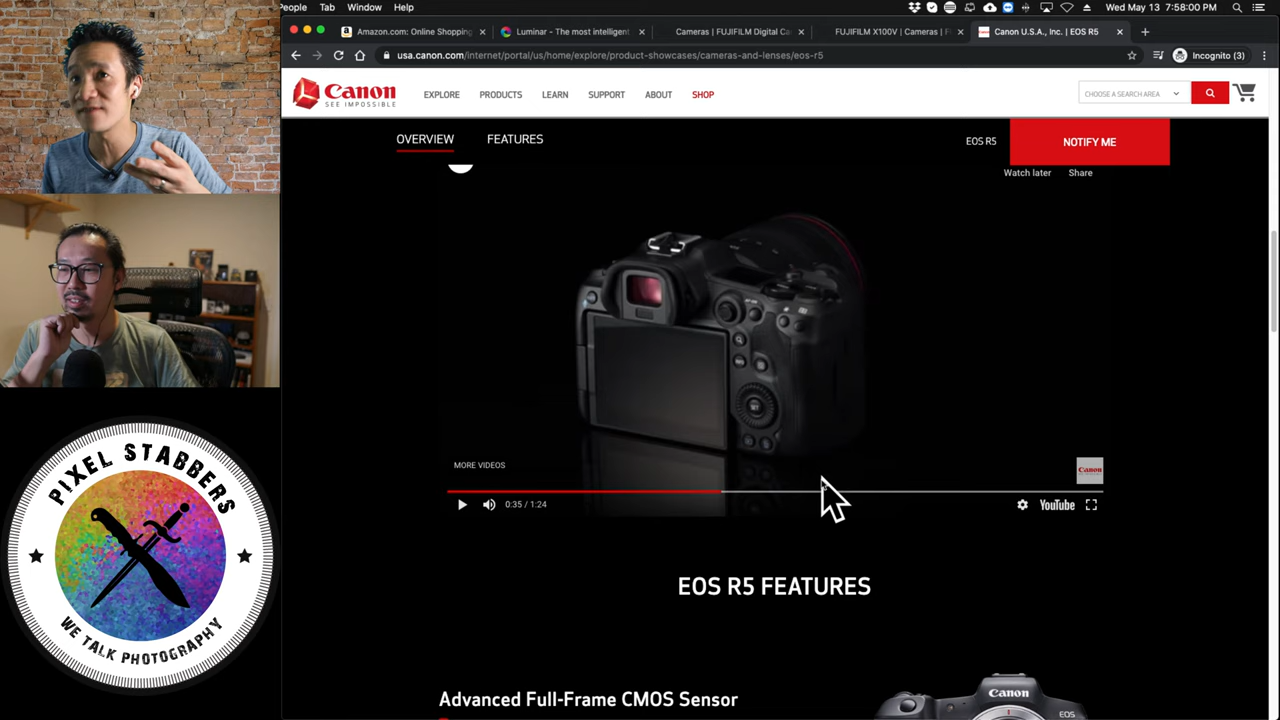 People Tab Window Help
Wed May 13 7:58:00 PM
Amazon.com: Online Shopping
Luminar - The most intelligent
Cameras | FUJIFILM Digital Ca
FUJIFILM X100V | Cameras | F
Canon U.S.A., Inc. | EOS R5
usa.canon.com/internet/portal/us/home/explore/product-showcases/cameras-and-lenses/eos-r5
Incognito (3)
Canon
SEE IMPOSSIBLE
EXPLORE PRODUCTS LEARN SUPPORT ABOUT SHOP
CHOOSE A SEARCH AREA
OVERVIEW FEATURES
EOS R5
NOTIFY ME
Watch later Share
MORE VIDEOS
Canon
0:35 / 1:24
YouTube
EOS R5 FEATURES
Advanced Full-Frame CMOS Sensor
Canon
EOS
PIXEL STABBERS
WE TALK PHOTOGRAPHY